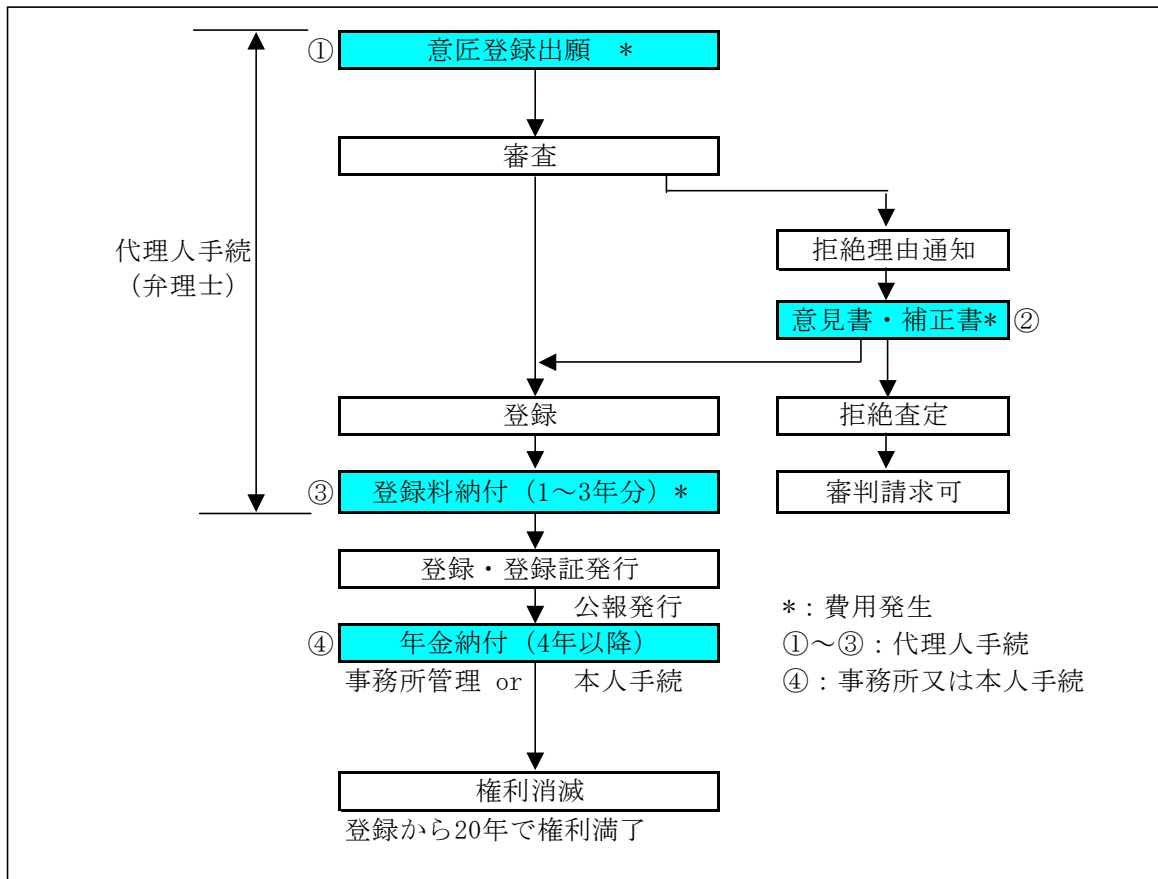 ① 意匠登録出願 *
審査
代理人手続
(弁理士)
拒絶理由通知
意見書・補正書* ②
登録
拒絶査定
③ 登録料納付 (1～3年分) *
審判請求可
登録・登録証発行
公報発行
*：費用発生
④ 年金納付 (4年以降)
①～③：代理人手続
事務所管理 or 本人手続
④：事務所又は本人手続
権利消滅
登録から20年で権利満了